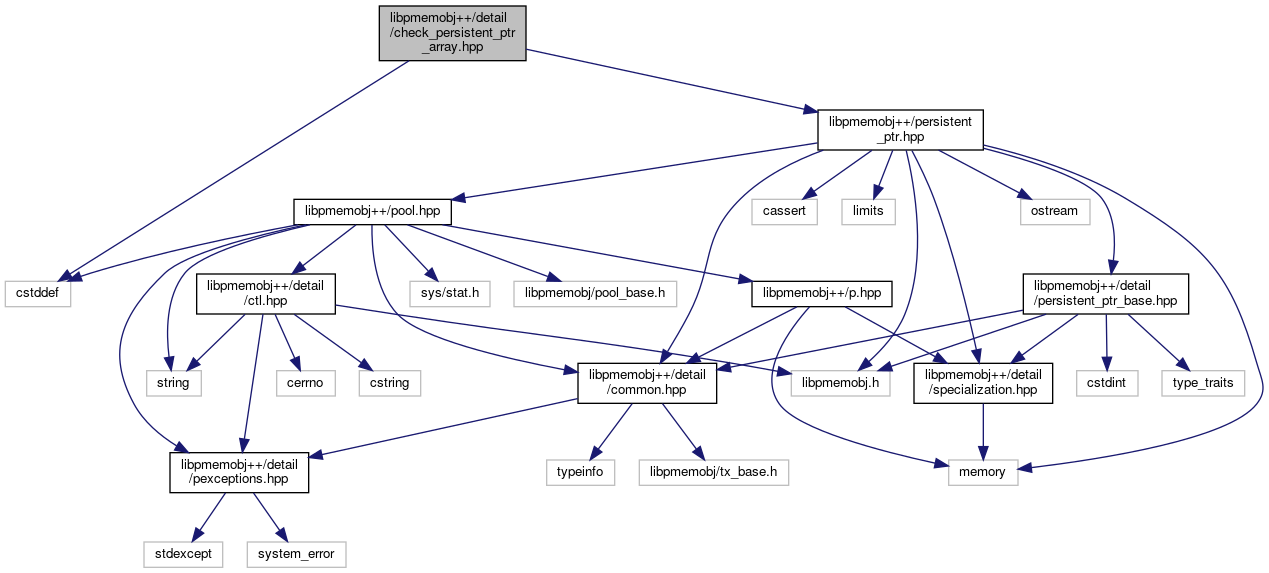 libpmemobj++/detail
/check_persistent_ptr
_array.hpp
libpmemobj++/persistent
_ptr.hpp
libpmemobj++/pool.hpp
cassert
limits
ostream
cstddef
libpmemobj++/detail
/ctl.hpp
sys/stat.h
libpmemobj/pool_base.h
libpmemobj++/p.hpp
libpmemobj++/detail
/persistent_ptr_base.hpp
string
cerrno
cstring
libpmemobj++/detail
/common.hpp
libpmemobj.h
libpmemobj++/detail
/specialization.hpp
cstdint
type_traits
libpmemobj++/detail
/pexceptions.hpp
typeinfo
libpmemobj/tx_base.h
memory
stdexcept
system_error